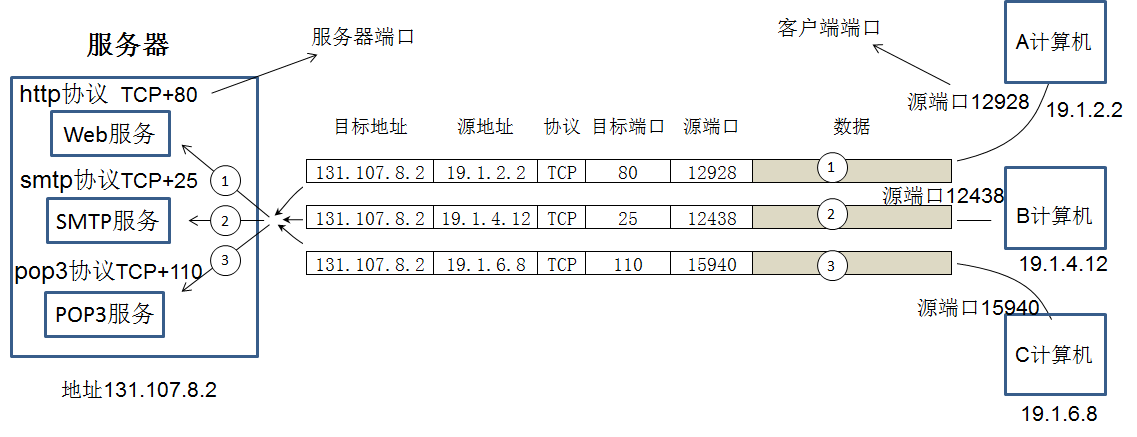 服务器
http协议 TCP+80
Web服务
smtp协议TCP+25
SMTP服务
pop3协议TCP+110
POP3服务
地址131.107.8.2
1
2
3
服务器端口
客户端端口
目标地址 源地址 协议 目标端口 源端口 数据
131.107.8.2 19.1.2.2 TCP 80 12928 1
131.107.8.2 19.1.4.12 TCP 25 12438 2
131.107.8.2 19.1.6.8 TCP 110 15940 3
A计算机
源端口12928
19.1.2.2
源端口12438
B计算机
19.1.4.12
源端口15940
C计算机
19.1.6.8